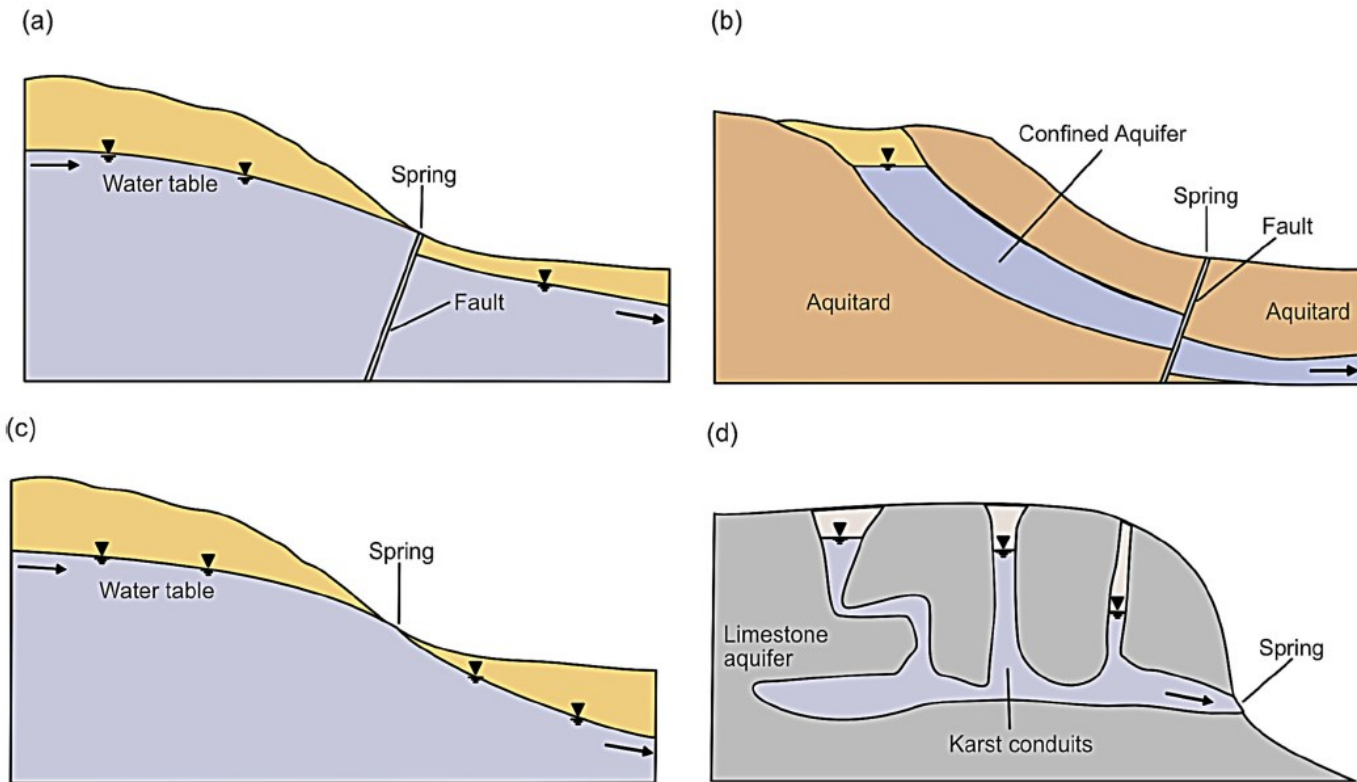 (a)
Spring
Water table
Fault
(b)
Confined Aquifer
Spring
Fault
Aquitard
Aquitard
(c)
Spring
Water table
(d)
Limestone
aquifer
Spring
Karst conduits